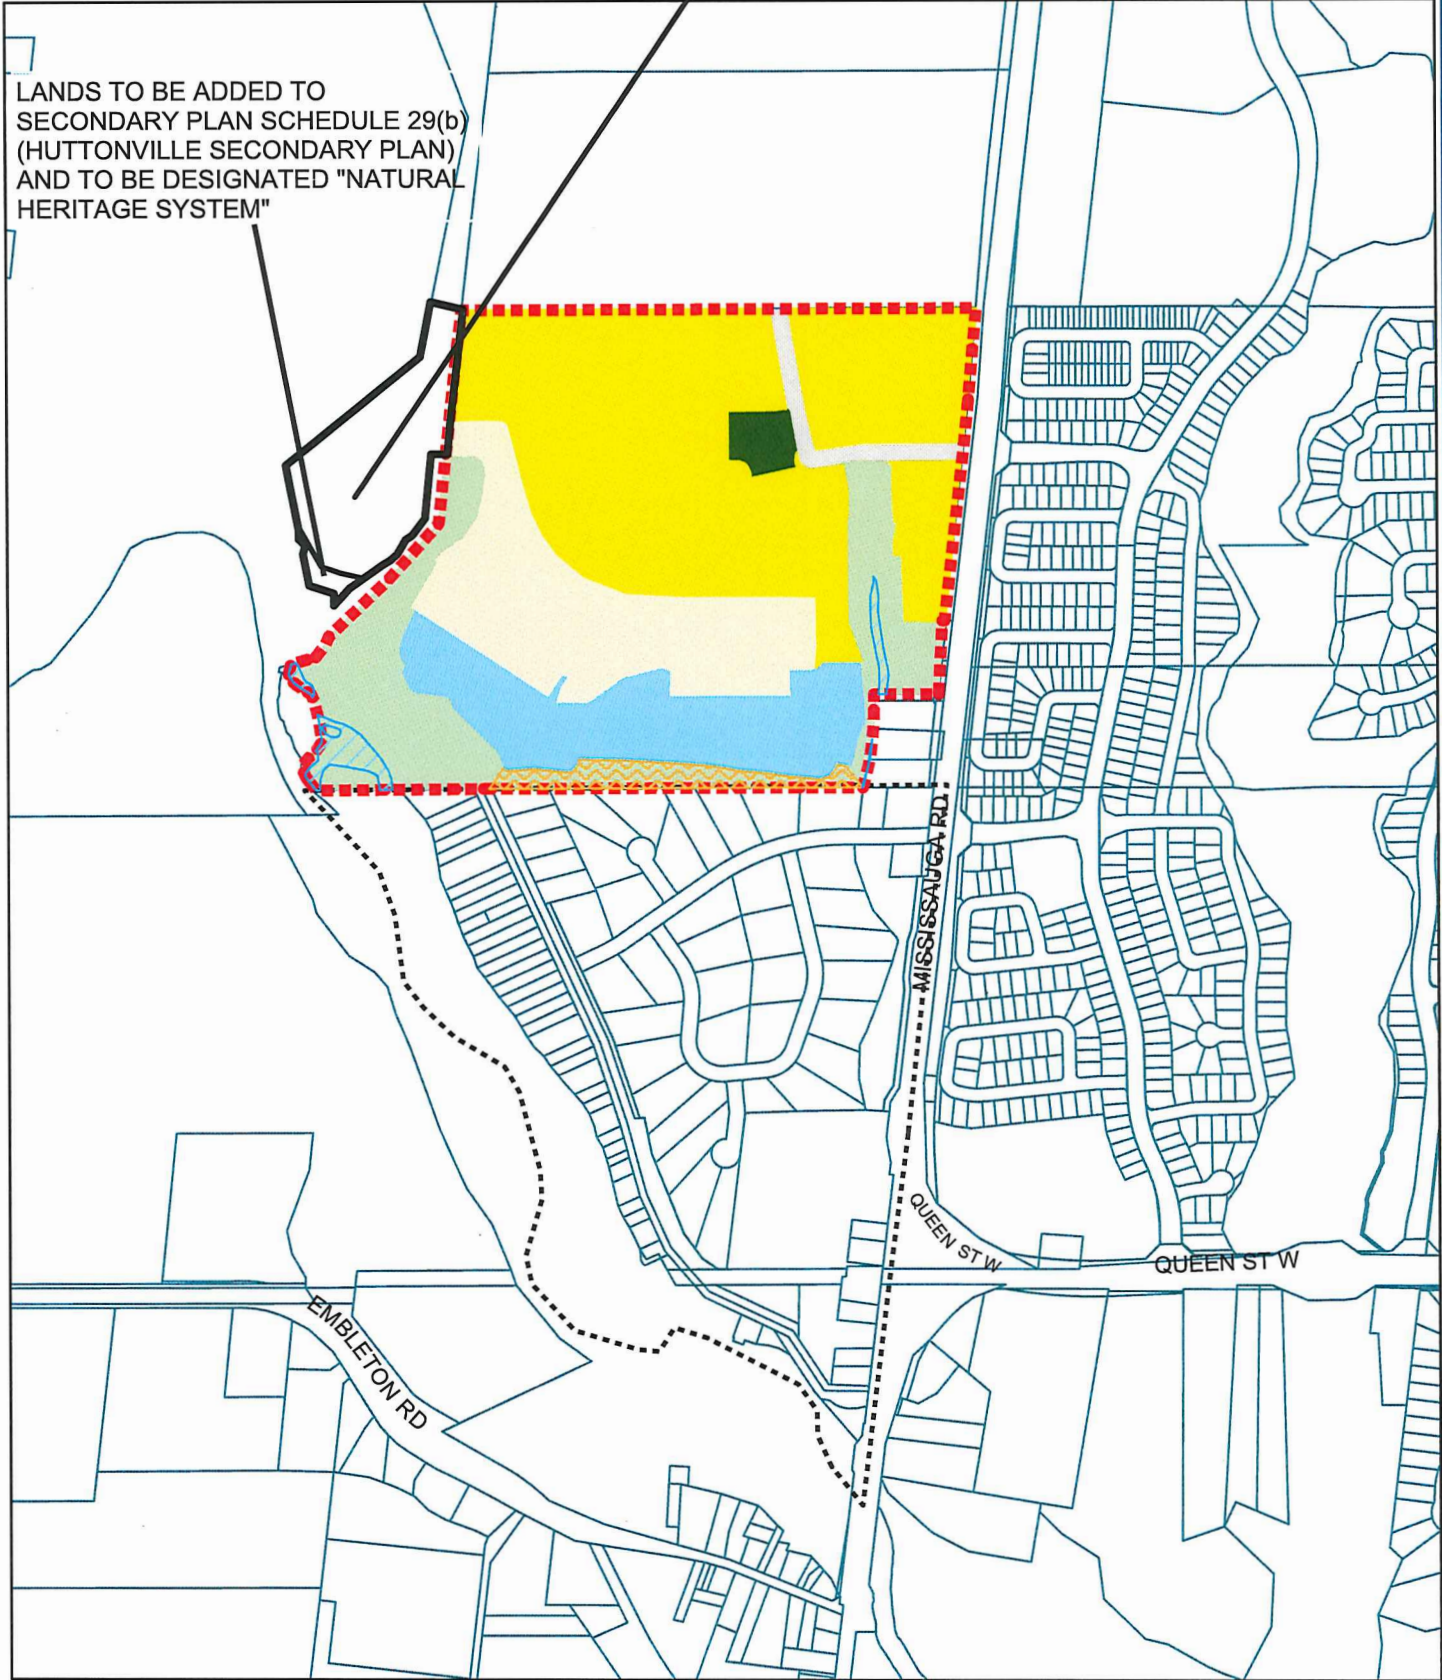 LANDS TO BE ADDED TO
SECONDARY PLAN SCHEDULE 29(b)
(HUTTONVILLE SECONDARY PLAN)
AND TO BE DESIGNATED "NATURAL
HERITAGE SYSTEM"
MISSISSAUGA RD
QUEEN ST W
QUEEN ST W
EMBLETON RD